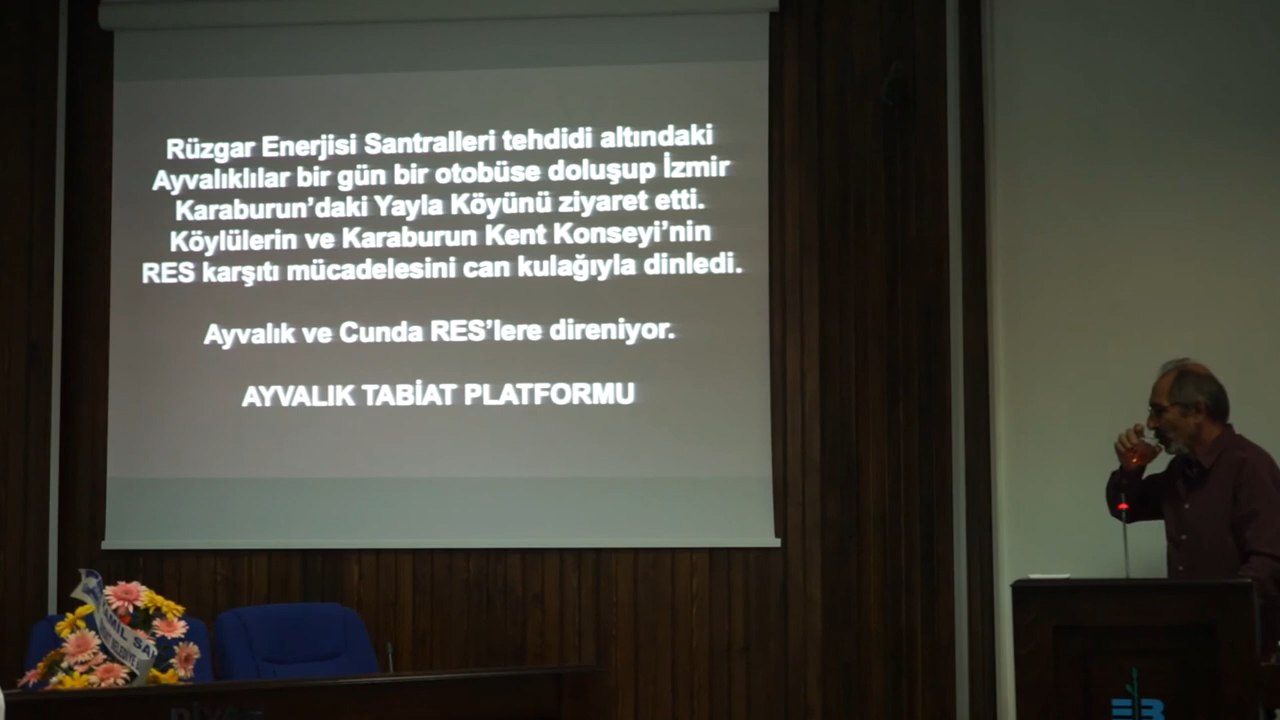 Rüzgar Enerjisi Santralleri tehdidi altındaki
Ayvalıklılar bir gün bir otobüse doluşup İzmir
Karaburun’daki Yayla Köyünü ziyaret etti.
Köylülerin ve Karaburun Kent Konseyi’nin
RES karşıtı mücadelesini can kulağıyla dinledi.
Ayvalık ve Cunda RES’lere direniyor.
AYVALIK TABİAT PLATFORMU